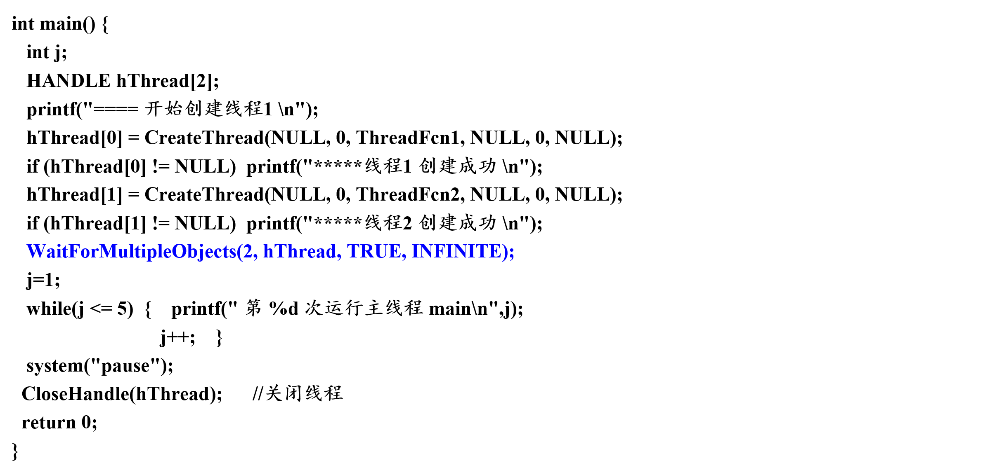 int main() {
int j;
HANDLE hThread[2];
printf("==== 开始创建线程1 \n");
hThread[0] = CreateThread(NULL, 0, ThreadFcn1, NULL, 0, NULL);
if (hThread[0] != NULL)  printf("*****线程1 创建成功 \n");
hThread[1] = CreateThread(NULL, 0, ThreadFcn2, NULL, 0, NULL);
if (hThread[1] != NULL)  printf("*****线程2 创建成功 \n");
WaitForMultipleObjects(2, hThread, TRUE, INFINITE);
j=1;
while(j <= 5)  {    printf(" 第 %d 次运行主线程 main\n",j);
j++;    }
system("pause");
CloseHandle(hThread);      //关闭线程
return 0;
}